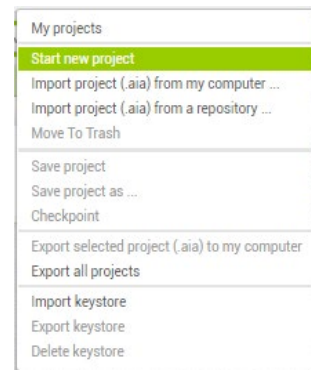 My projects
Start new project
Import project (.aia) from my computer ...
Import project (.aia) from a repository ...
Move To Trash
Save project
Save project as ...
Checkpoint
Export selected project (.aia) to my computer
Export all projects
Import keystore
Export keystore
Delete keystore